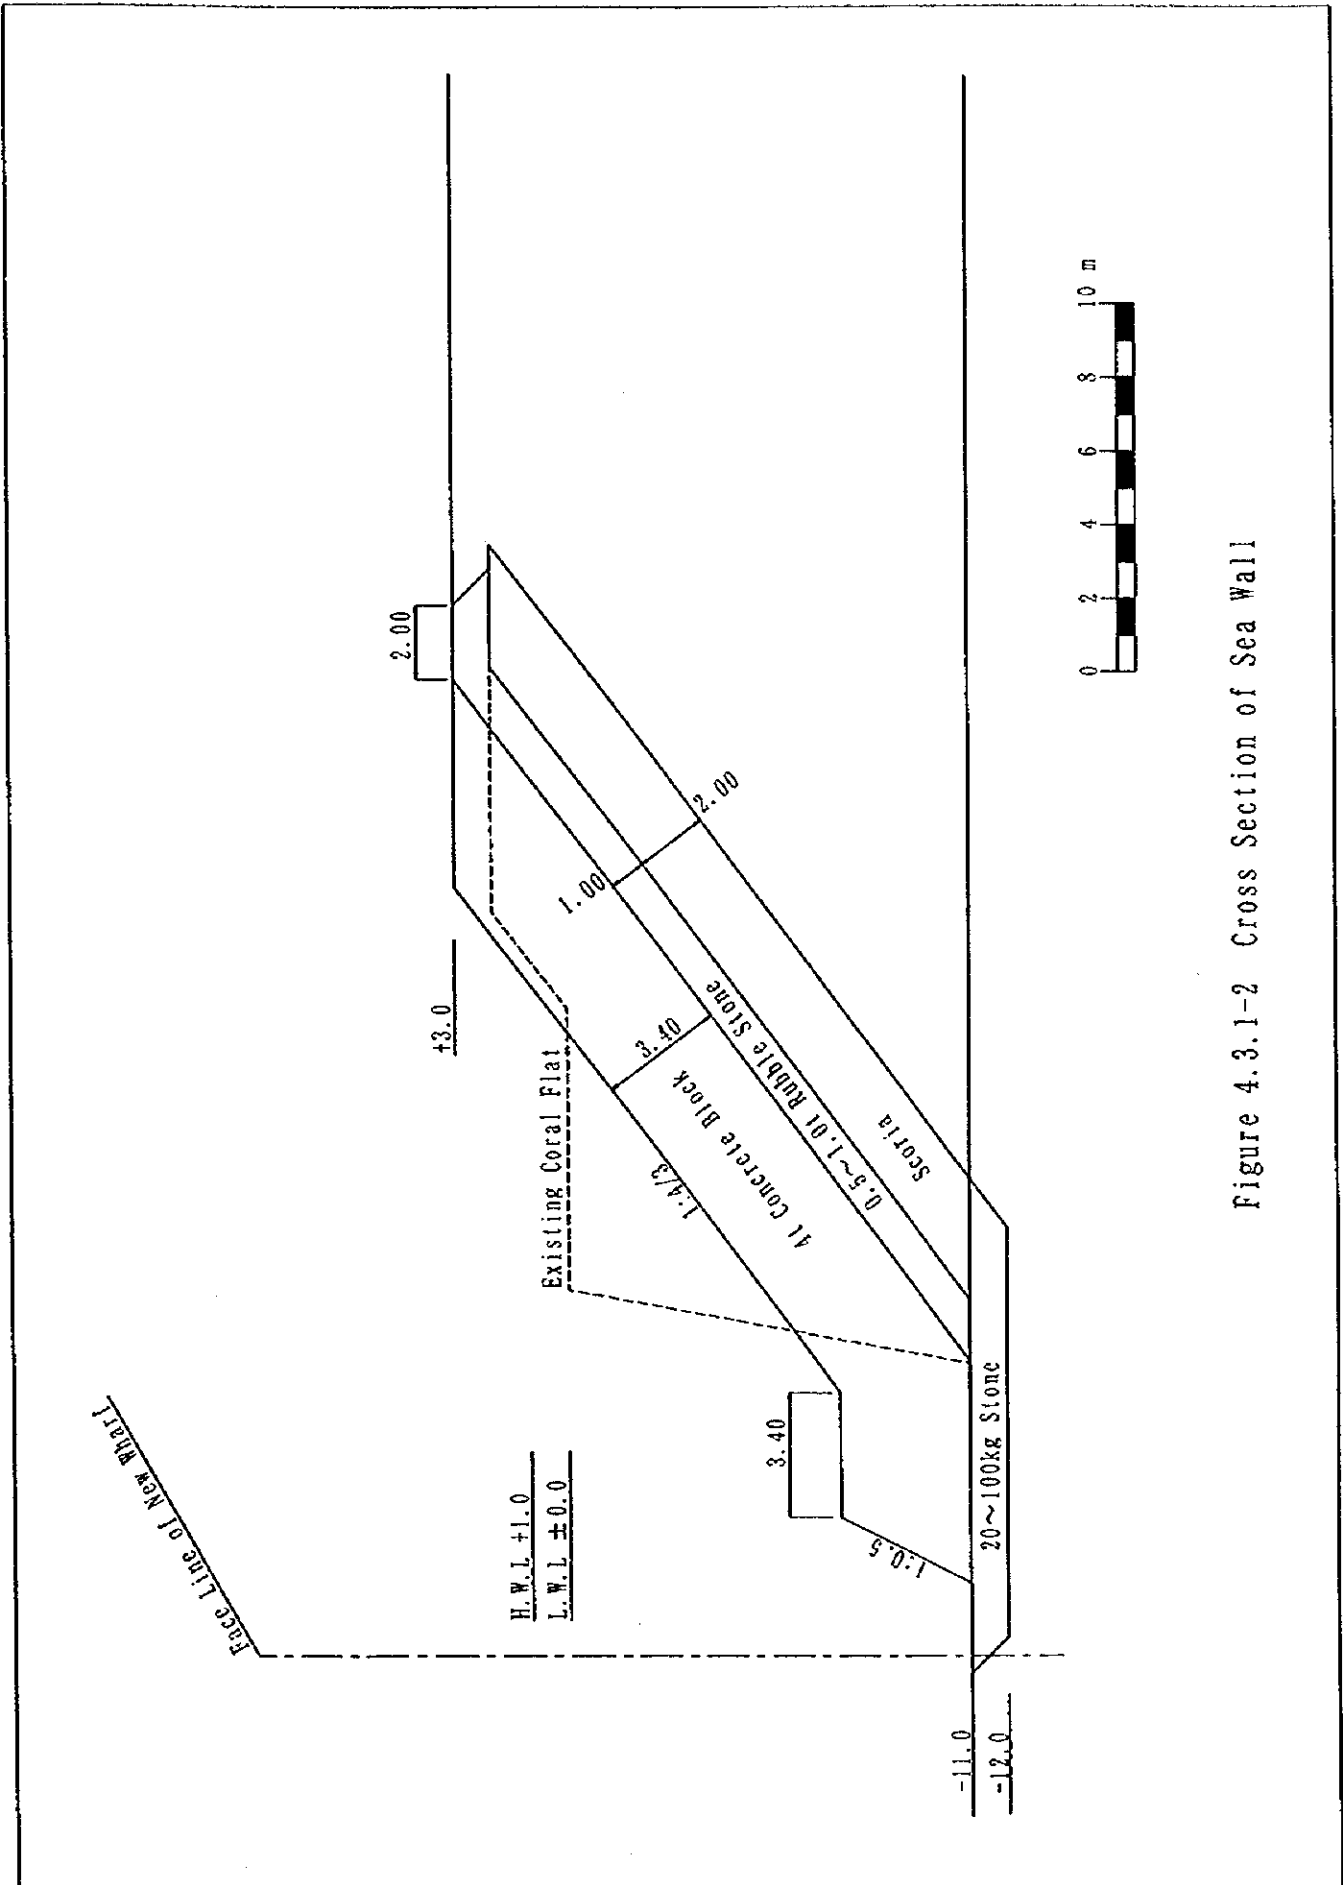 Face Line of New Wharf
+3.0
2.00
H.W.L +1.0
L.W.L ±0.0
Existing Coral Flat
1:4/3
3.40
1.00
2.00
4t Concrete Block
0.5~1.0t Rubble Stone
Scoria
3.40
1:0.5
20~100kg Stone
-11.0
-12.0
0 2 4 6 8 10 m
Figure 4.3.1-2 Cross Section of Sea Wall